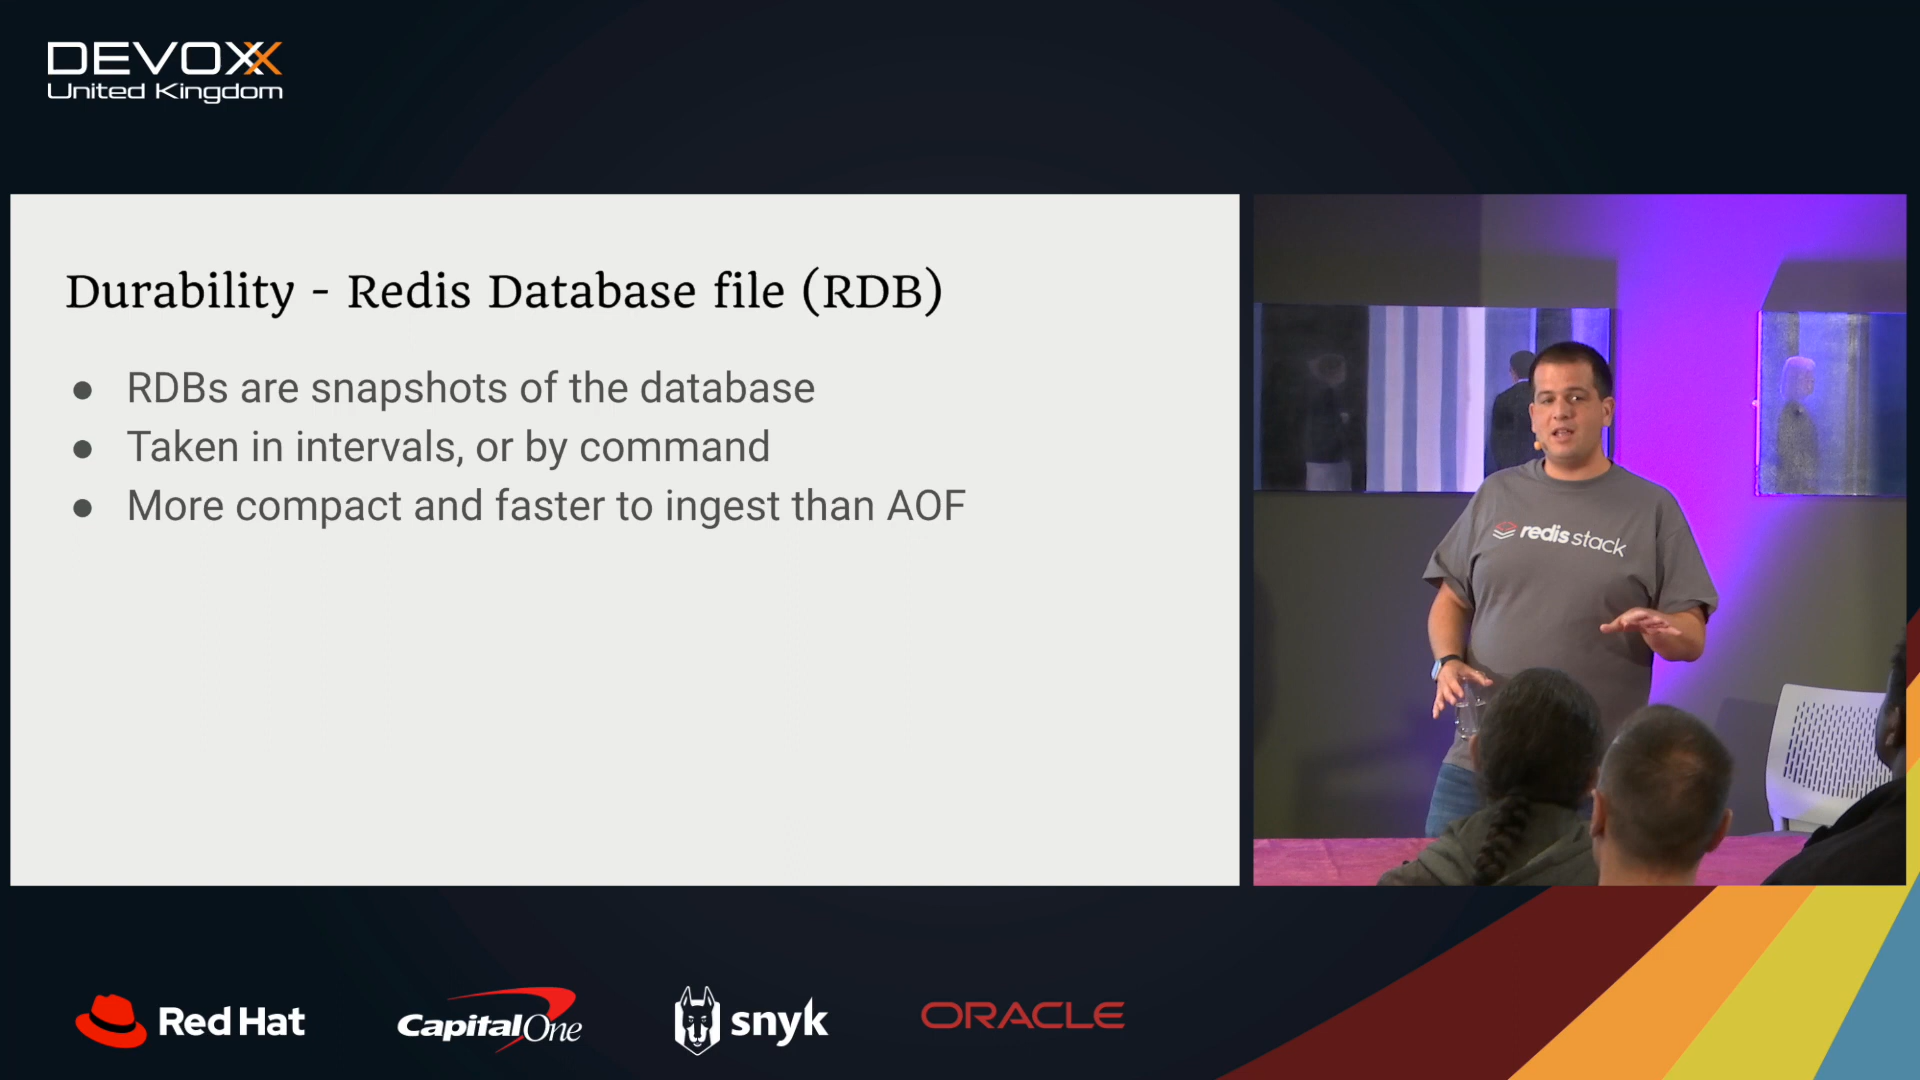 DEVOXX
United Kingdom
Durability - Redis Database file (RDB)
● RDBs are snapshots of the database
● Taken in intervals, or by command
● More compact and faster to ingest than AOF
redis stack
Red Hat
Capital One
snyk
ORACLE